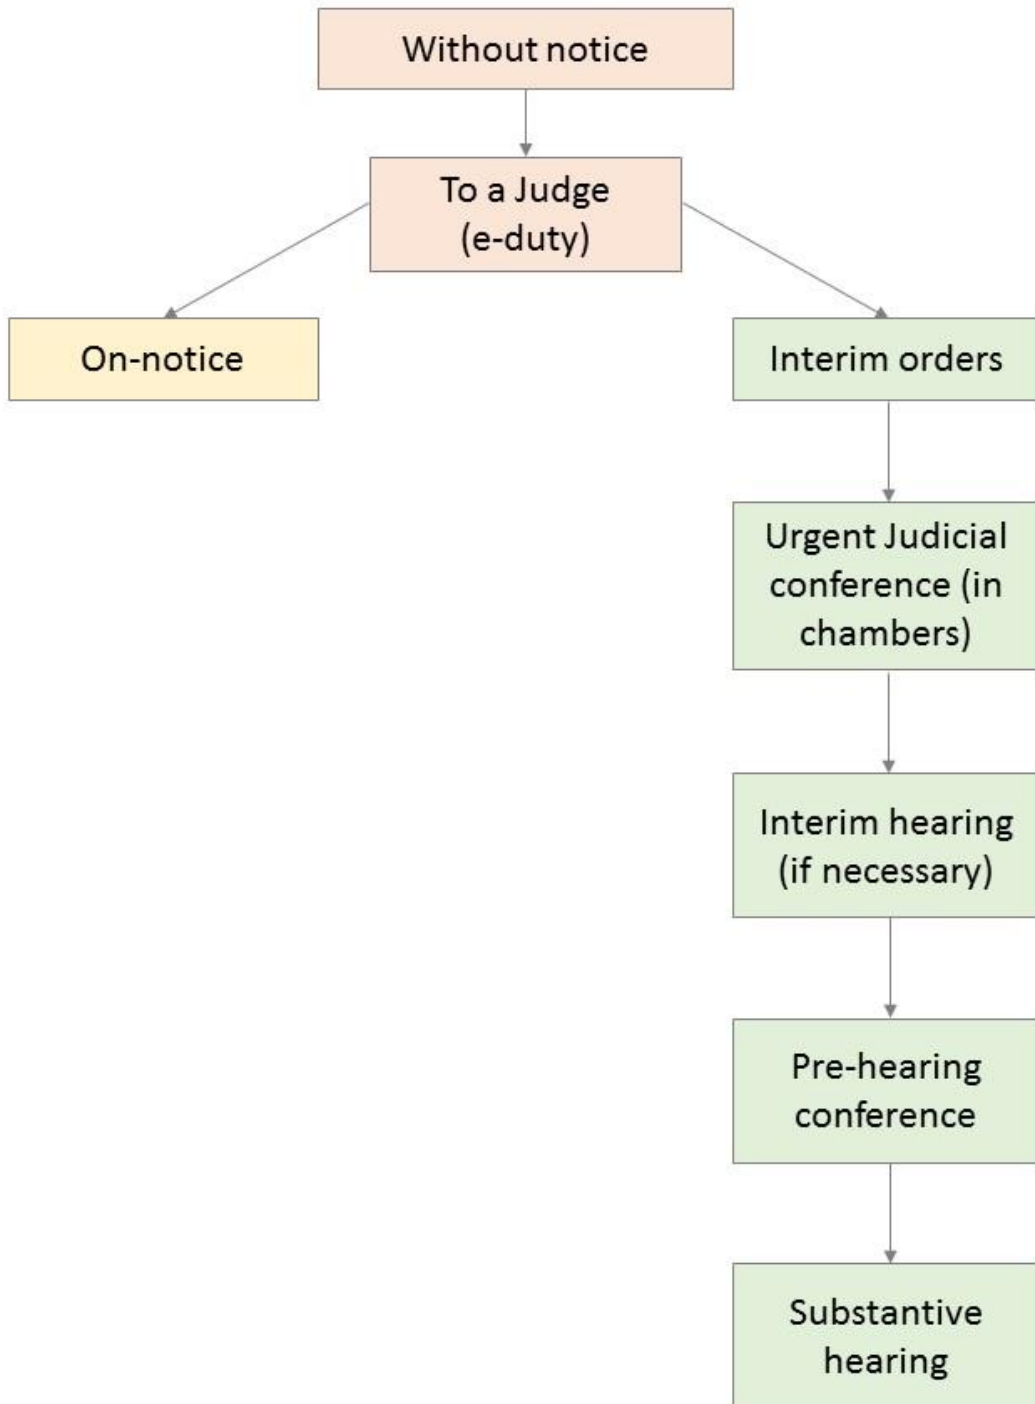 Without notice
To a Judge
(e-duty)
On-notice
Interim orders
Urgent Judicial
conference (in
chambers)
Interim hearing
(if necessary)
Pre-hearing
conference
Substantive
hearing